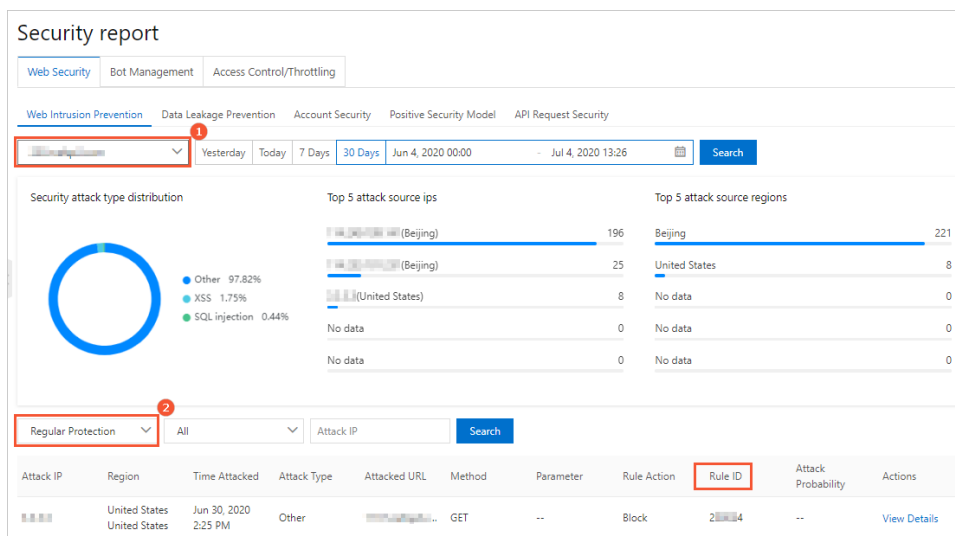 Security report
Web Security Bot Management Access Control/Throttling
Web Intrusion Prevention Data Leakage Prevention Account Security Positive Security Model API Request Security
1
Yesterday Today 7 Days 30 Days Jun 4, 2020 00:00 - Jul 4, 2020 13:26 Search
Security attack type distribution Top 5 attack source ips Top 5 attack source regions
(Beijing) 196 Beijing 221
(Beijing) 25 United States 8
Other 97.82%
XSS 1.75%
SQL injection 0.44%
(United States) 8 No data 0
No data 0 No data 0
No data 0 No data 0
2
Regular Protection All Attack IP Search
Attack IP Region Time Attacked Attack Type Attacked URL Method Parameter Rule Action Rule ID Attack Probability Actions
United States Jun 30, 2020
United States 2:25 PM Other GET -- Block -- View Details